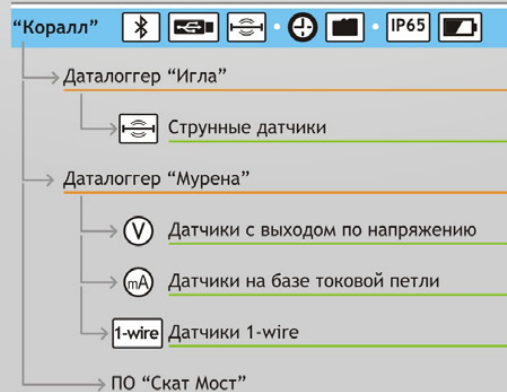 “Коралл” IP65
Даталоггер “Игла”
Струнные датчики
Даталоггер “Мурена”
V Датчики с выходом по напряжению
mA Датчики на базе токовой петли
1-wire Датчики 1-wire
ПО “Скат Мост”